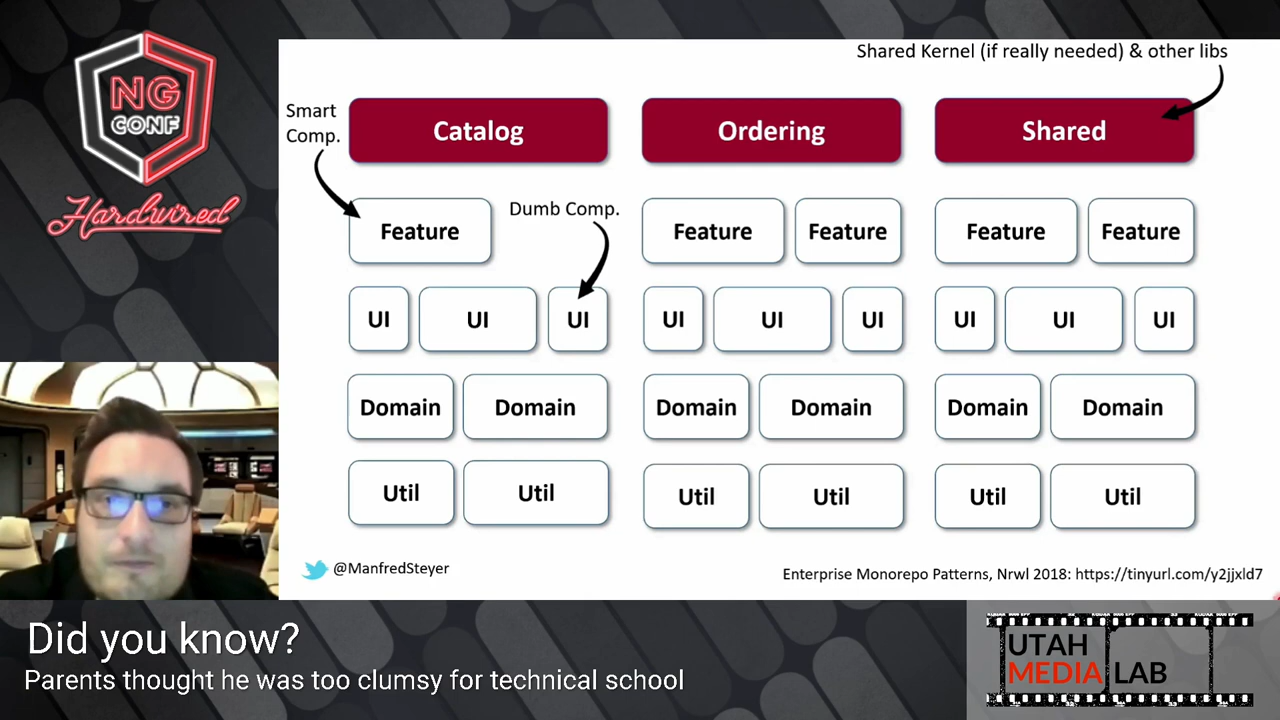 NG
CONF
Hardwired
Shared Kernel (if really needed) & other libs
Smart
Comp.
Catalog
Ordering
Shared
Dumb Comp.
Feature
Feature
Feature
Feature
Feature
UI
UI
UI
UI
UI
UI
UI
UI
UI
Domain
Domain
Domain
Domain
Domain
Domain
Util
Util
Util
Util
Util
Util
@ManfredSteyer
Enterprise Monorepo Patterns, Nrwl 2018: https://tinyurl.com/y2jjxld7
Did you know?
Parents thought he was too clumsy for technical school
UTAH
MEDIA LAB